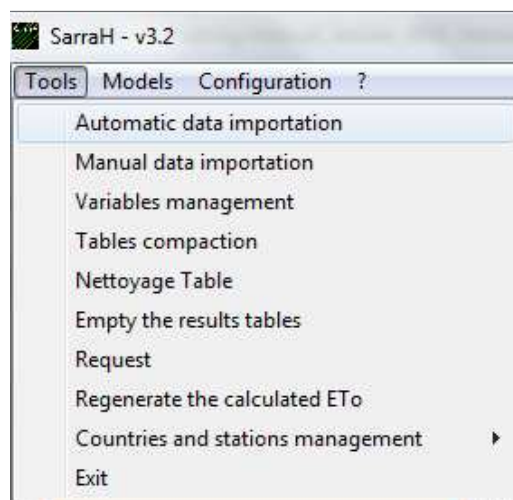 SarraH - v3.2
Tools Models Configuration ?
Automatic data importation
Manual data importation
Variables management
Tables compaction
Nettoyage Table
Empty the results tables
Request
Regenerate the calculated ETo
Countries and stations management
Exit